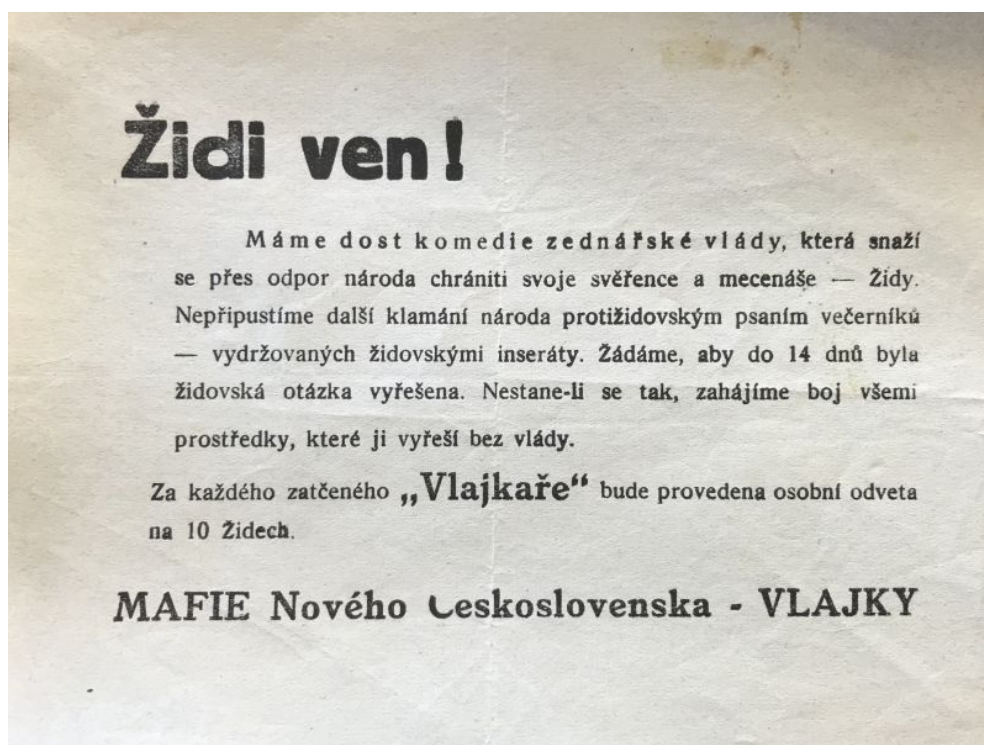 Židi ven!
Máme dost komedie zednářské vlády, která snaží
se přes odpor národa chrániti svoje svěřence a mecenáše — Židy.
Nepřipustíme další klamání národa protižidovským psaním večerníků
— vydržovaných židovskými inseráty. Žádáme, aby do 14 dnů byla
židovská otázka vyřešena. Nestane-li se tak, zahájíme boj všemi
prostředky, které ji vyřeší bez vlády.
Za každého zatčeného „Vlajkaře“ bude provedena osobní odveta
na 10 Židech.
MAFIE Nového Československa - VLAJKY